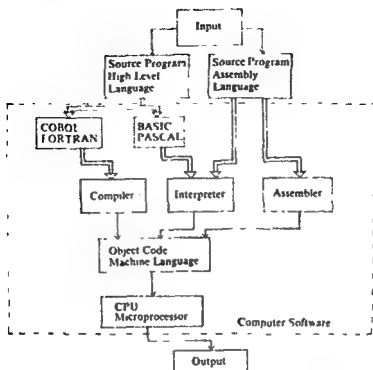 Input
Source Program
High Level
Language
Source Program
Assembly
Language
COBOL
FORTRAN
BASIC
PASCAL
Compiler
Interpreter
Assembler
Object Code
Machine Language
CPU
Microprocessor
Computer Software
Output